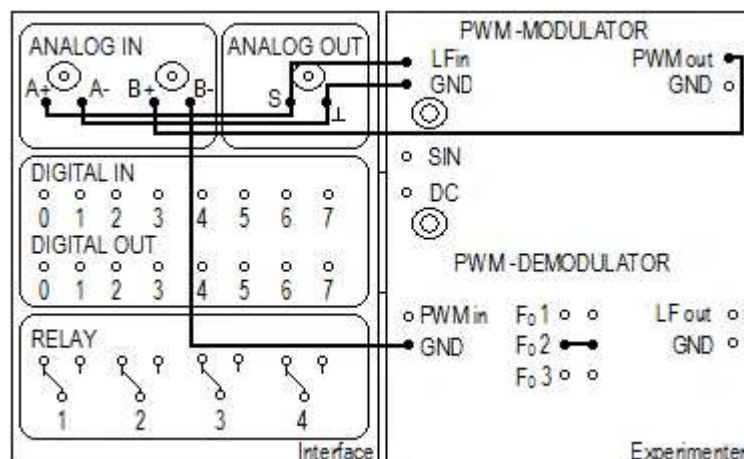 ANALOG IN
A+ A- B+ B-
ANALOG OUT
S ⊥
DIGITAL IN
0 1 2 3 4 5 6 7
DIGITAL OUT
0 1 2 3 4 5 6 7
RELAY
1 2 3 4
Interface
PWM-MODULATOR
LFin PWMout
GND GND
SIN
DC
PWM-DEMODULATOR
PWMin F₀1 LFout
GND F₀2 GND
F₀3
Experimenter